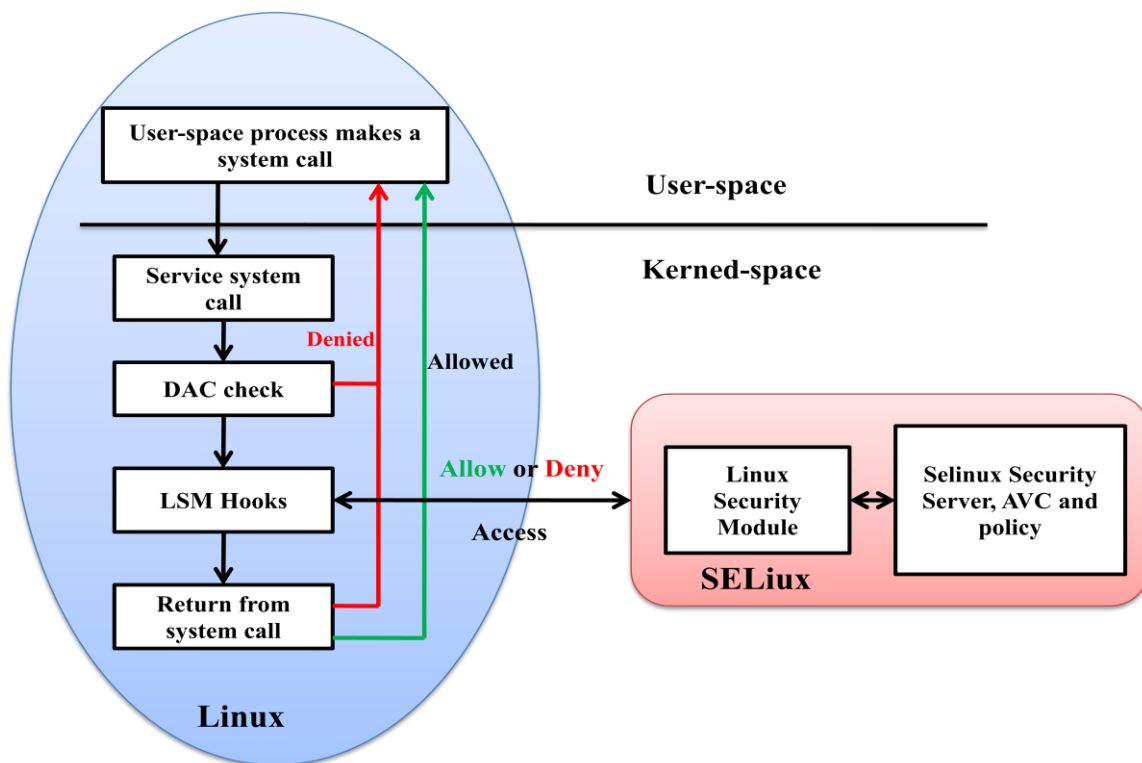 User-space process makes a
system call
User-space
Kerned-space
Service system
call
Denied
Allowed
DAC check
Allow or Deny
LSM Hooks
Access
Linux
Security
Module
Selinux Security
Server, AVC and
policy
SELiux
Return from
system call
Linux